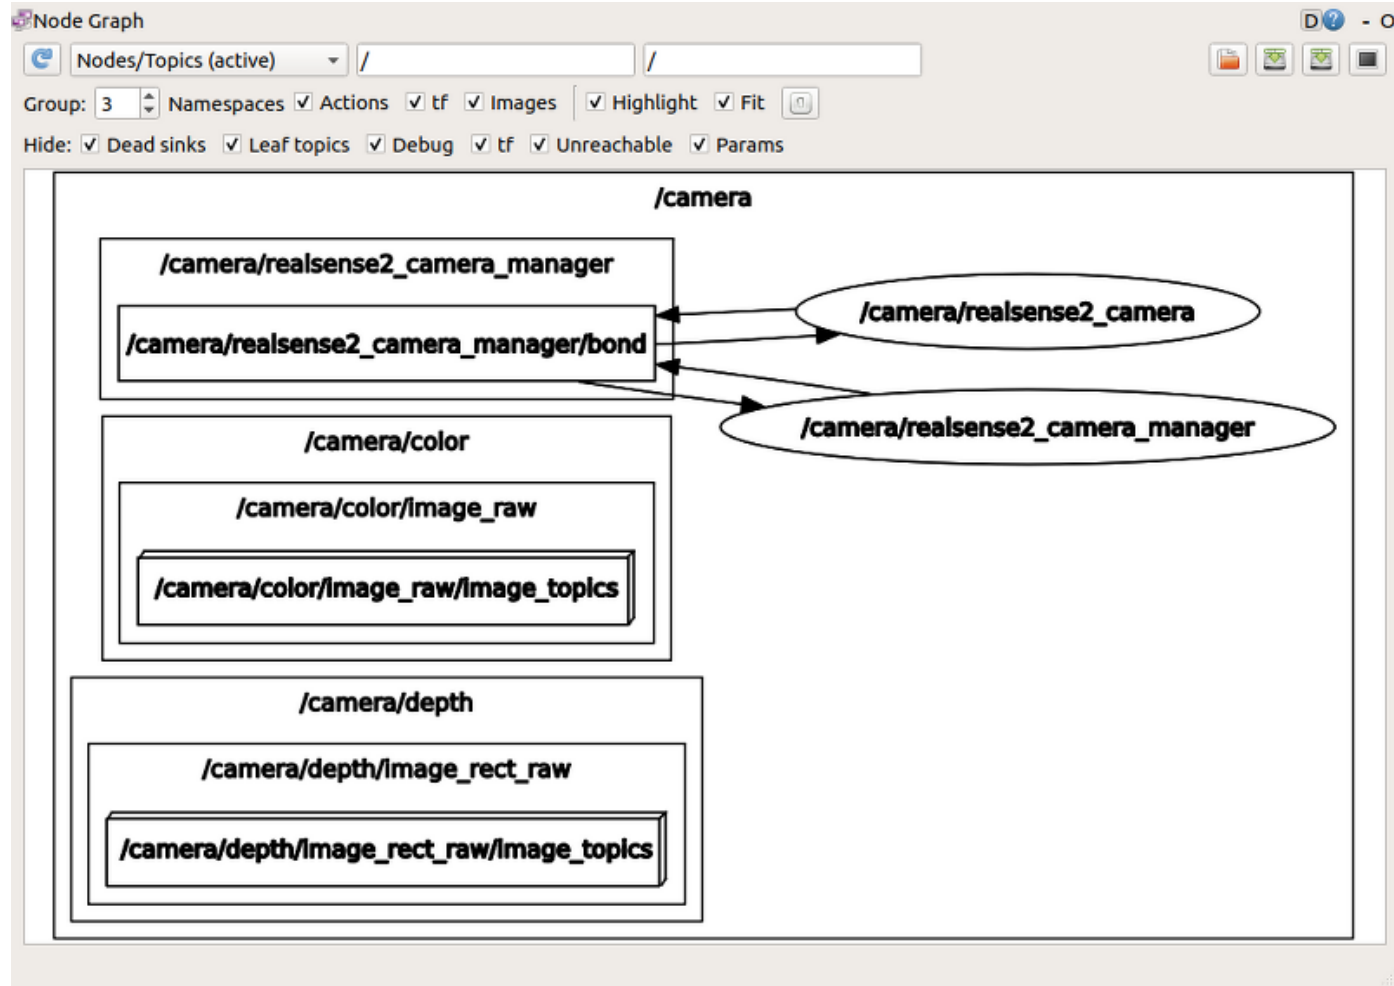 Node Graph D ? - O
Nodes/Topics (active) / /
Group: 3 Namespaces Actions tf Images Highlight Fit
Hide: Dead sinks Leaf topics Debug tf Unreachable Params
/camera
/camera/realsense2_camera_manager
/camera/realsense2_camera_manager/bond
/camera/realsense2_camera
/camera/realsense2_camera_manager
/camera/color
/camera/color/image_raw
/camera/color/image_raw/image_topics
/camera/depth
/camera/depth/image_rect_raw
/camera/depth/image_rect_raw/image_topics